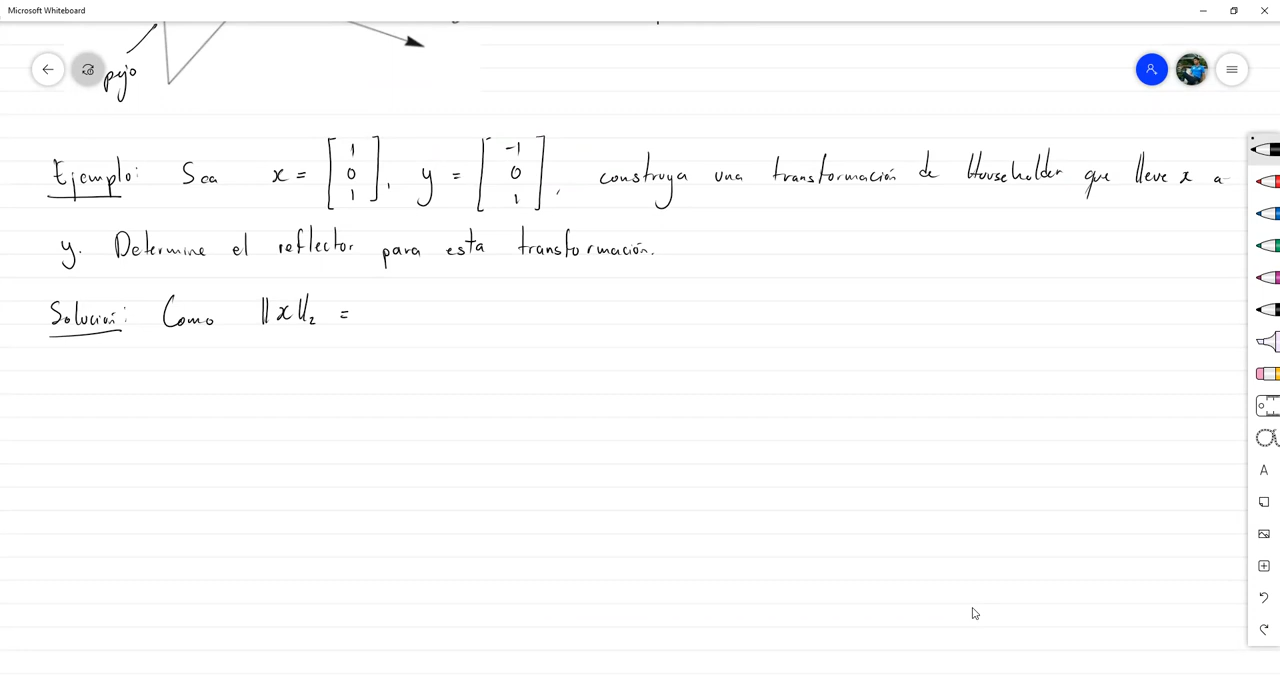 Microsoft Whiteboard
Ejemplo: Sea x = [1 0 1], y = [-1 0 1], construya una transformación de Householder que lleve x a
y. Determine el reflector para esta transformación.
Solución: Como ||x||₂ =
A